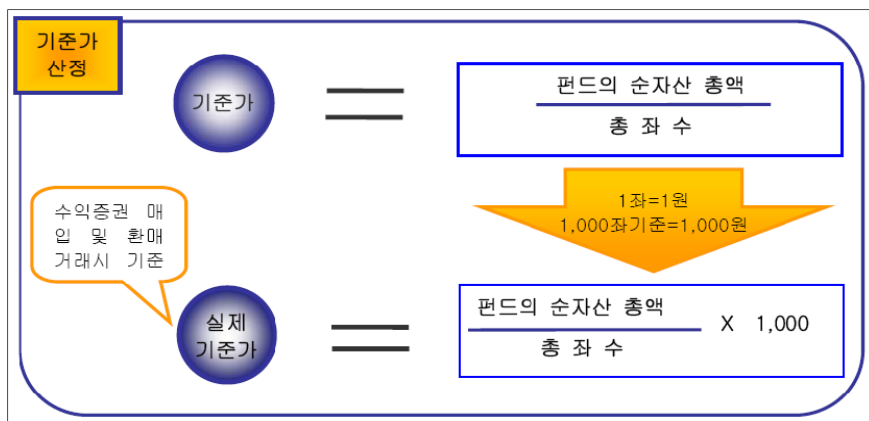 기준가
산정
기준가
펀드의 순자산 총액
총 좌 수
1좌=1원
1,000좌기준=1,000원
수익증권 매
입 및 환매
거래시 기준
실제
기준가
펀드의 순자산 총액
총 좌 수
X 1,000